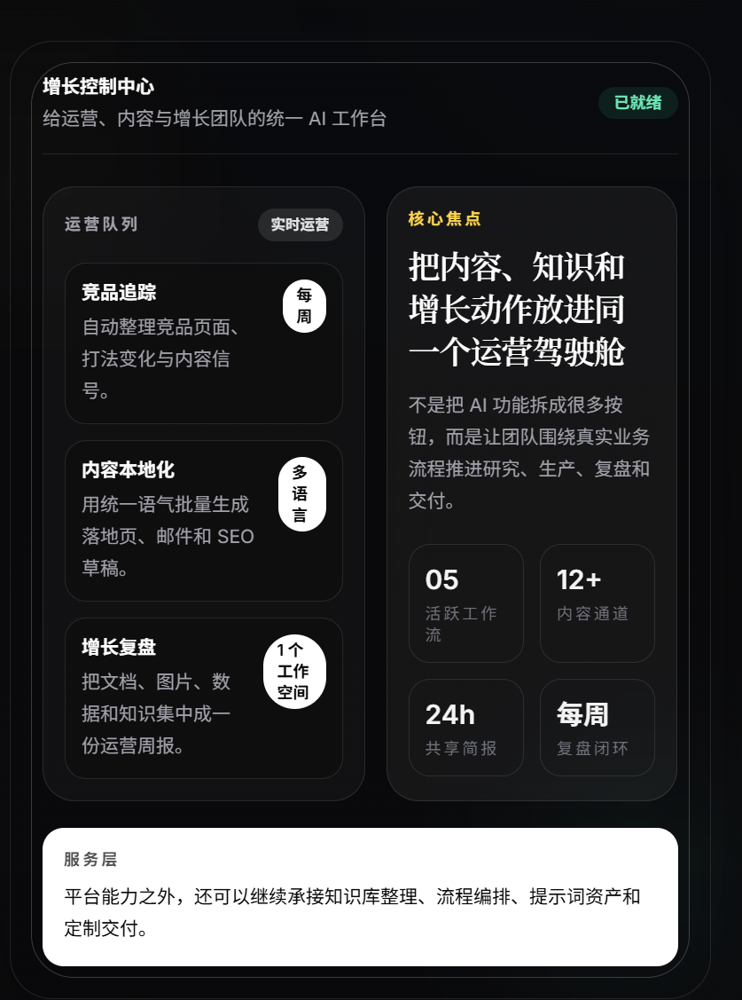 增长控制中心
给运营、内容与增长团队的统一 AI 工作台
已就绪
运营队列
实时运营
竞品追踪
自动整理竞品页面、
打法变化与内容信
号。
每
周
内容本地化
用统一语气批量生成
落地页、邮件和 SEO
草稿。
多
语
言
增长复盘
把文档、图片、数
据和知识集中成一
份运营周报。
1 个
工作
空间
核心焦点
把内容、知识和
增长动作放进同
一个运营驾驶舱
不是把 AI 功能拆成很多按
钮，而是让团队围绕真实业务
流程推进研究、生产、复盘和
交付。
05
活跃工作
流
12+
内容通道
24h
共享简报
每周
复盘闭环
服务层
平台能力之外，还可以继续承接知识库整理、流程编排、提示词资产和
定制交付。